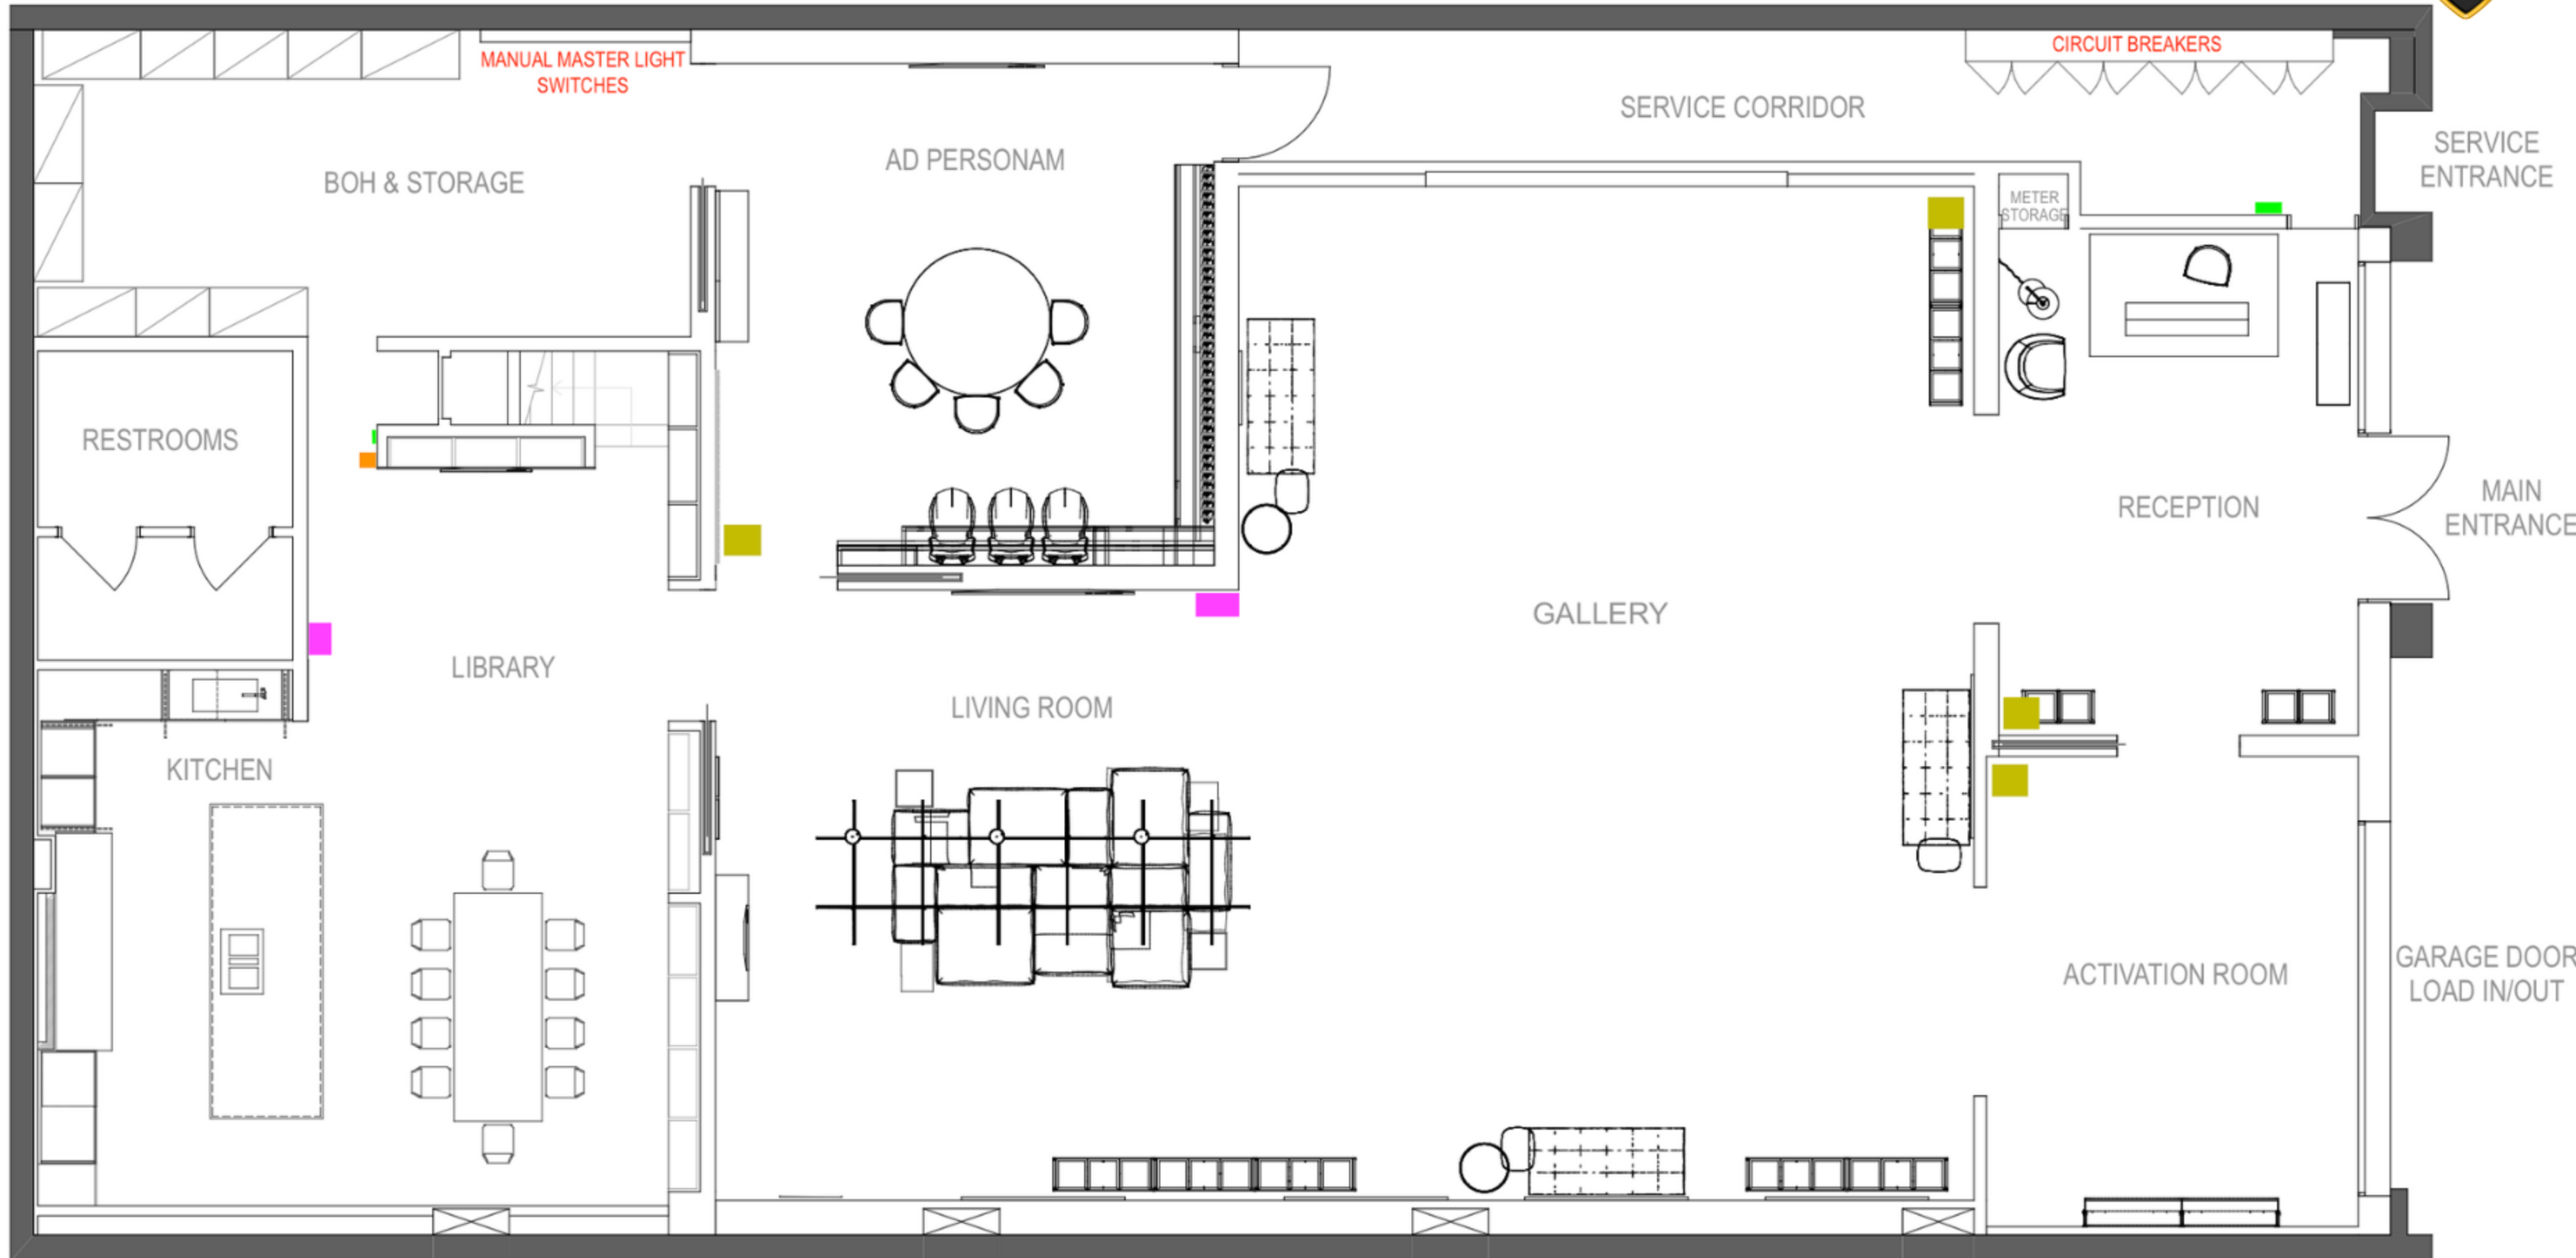 MANUAL MASTER LIGHT
SWITCHES
CIRCUIT BREAKERS
SERVICE CORRIDOR
SERVICE
ENTRANCE
AD PERSONAM
BOH & STORAGE
METER
STORAGE
RESTROOMS
MAIN
ENTRANCE
RECEPTION
GALLERY
LIBRARY
LIVING ROOM
KITCHEN
ACTIVATION ROOM
GARAGE DOOR
LOAD IN/OUT